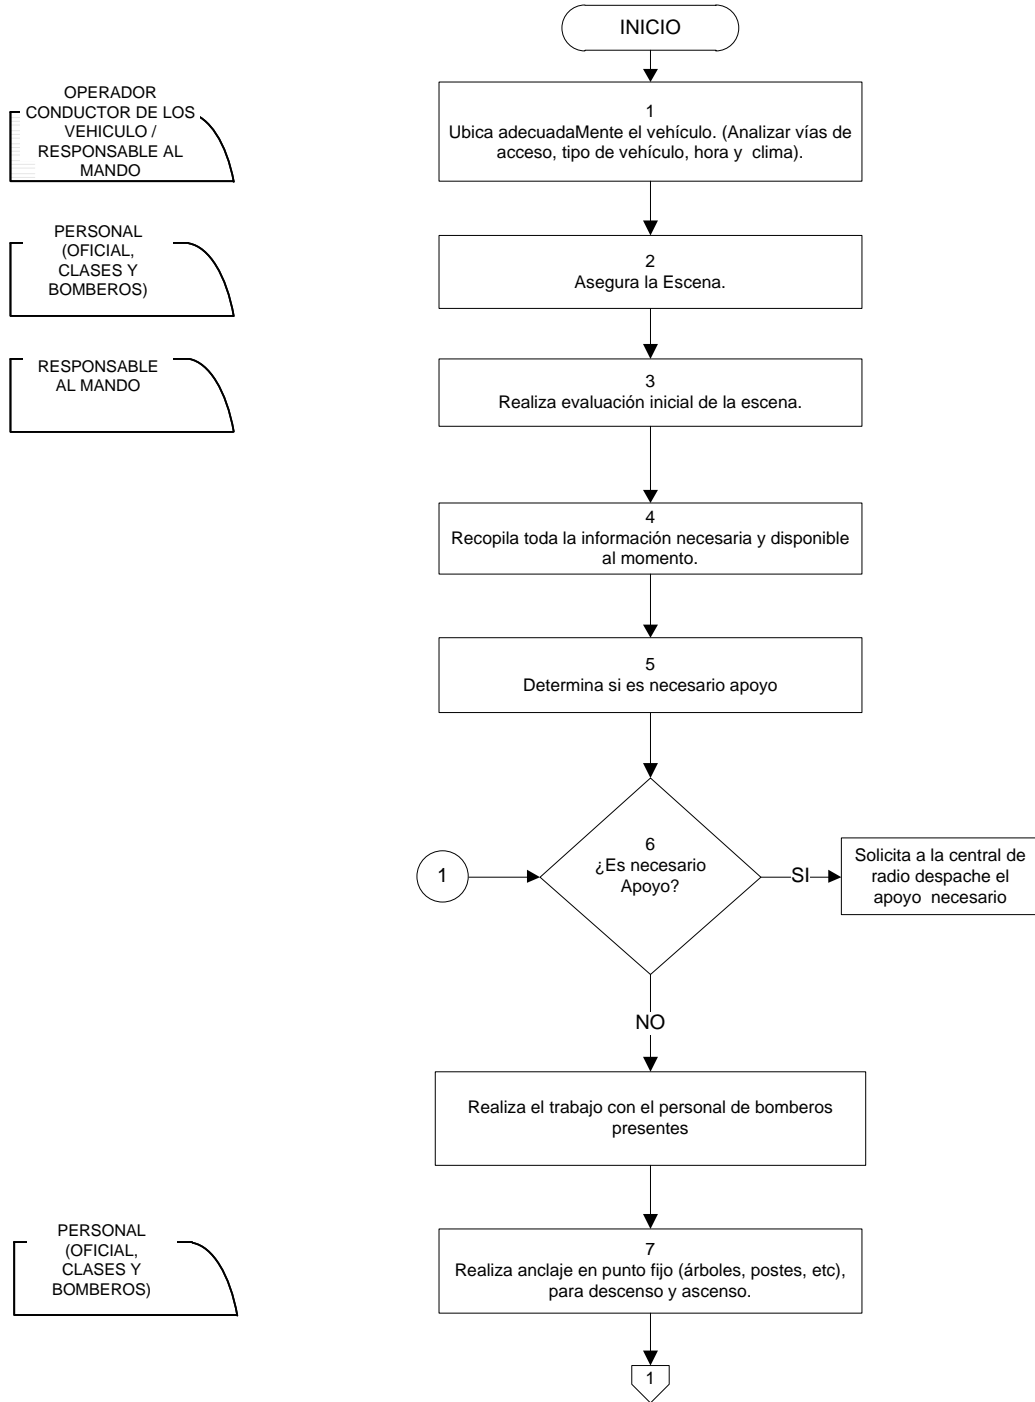 INICIO
OPERADOR
CONDUCTOR DE LOS
VEHICULO /
RESPONSABLE AL
MANDO
1
Ubica adecuadaMente el vehículo. (Analizar vías de
acceso, tipo de vehículo, hora y clima).
PERSONAL
(OFICIAL,
CLASES Y
BOMBEROS)
2
Asegura la Escena.
RESPONSABLE
AL MANDO
3
Realiza evaluación inicial de la escena.
4
Recopila toda la información necesaria y disponible
al momento.
5
Determina si es necesario apoyo
1
6
¿Es necesario
Apoyo?
SI
Solicita a la central de
radio despache el
apoyo necesario
NO
Realiza el trabajo con el personal de bomberos
presentes
PERSONAL
(OFICIAL,
CLASES Y
BOMBEROS)
7
Realiza anclaje en punto fijo (árboles, postes, etc),
para descenso y ascenso.
1